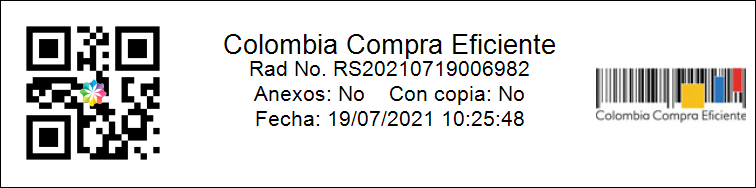 Colombia Compra Eficiente
Rad No. RS20210719006982
Anexos: No    Con copia: No
Fecha: 19/07/2021 10:25:48
Colombia Compra Eficiente